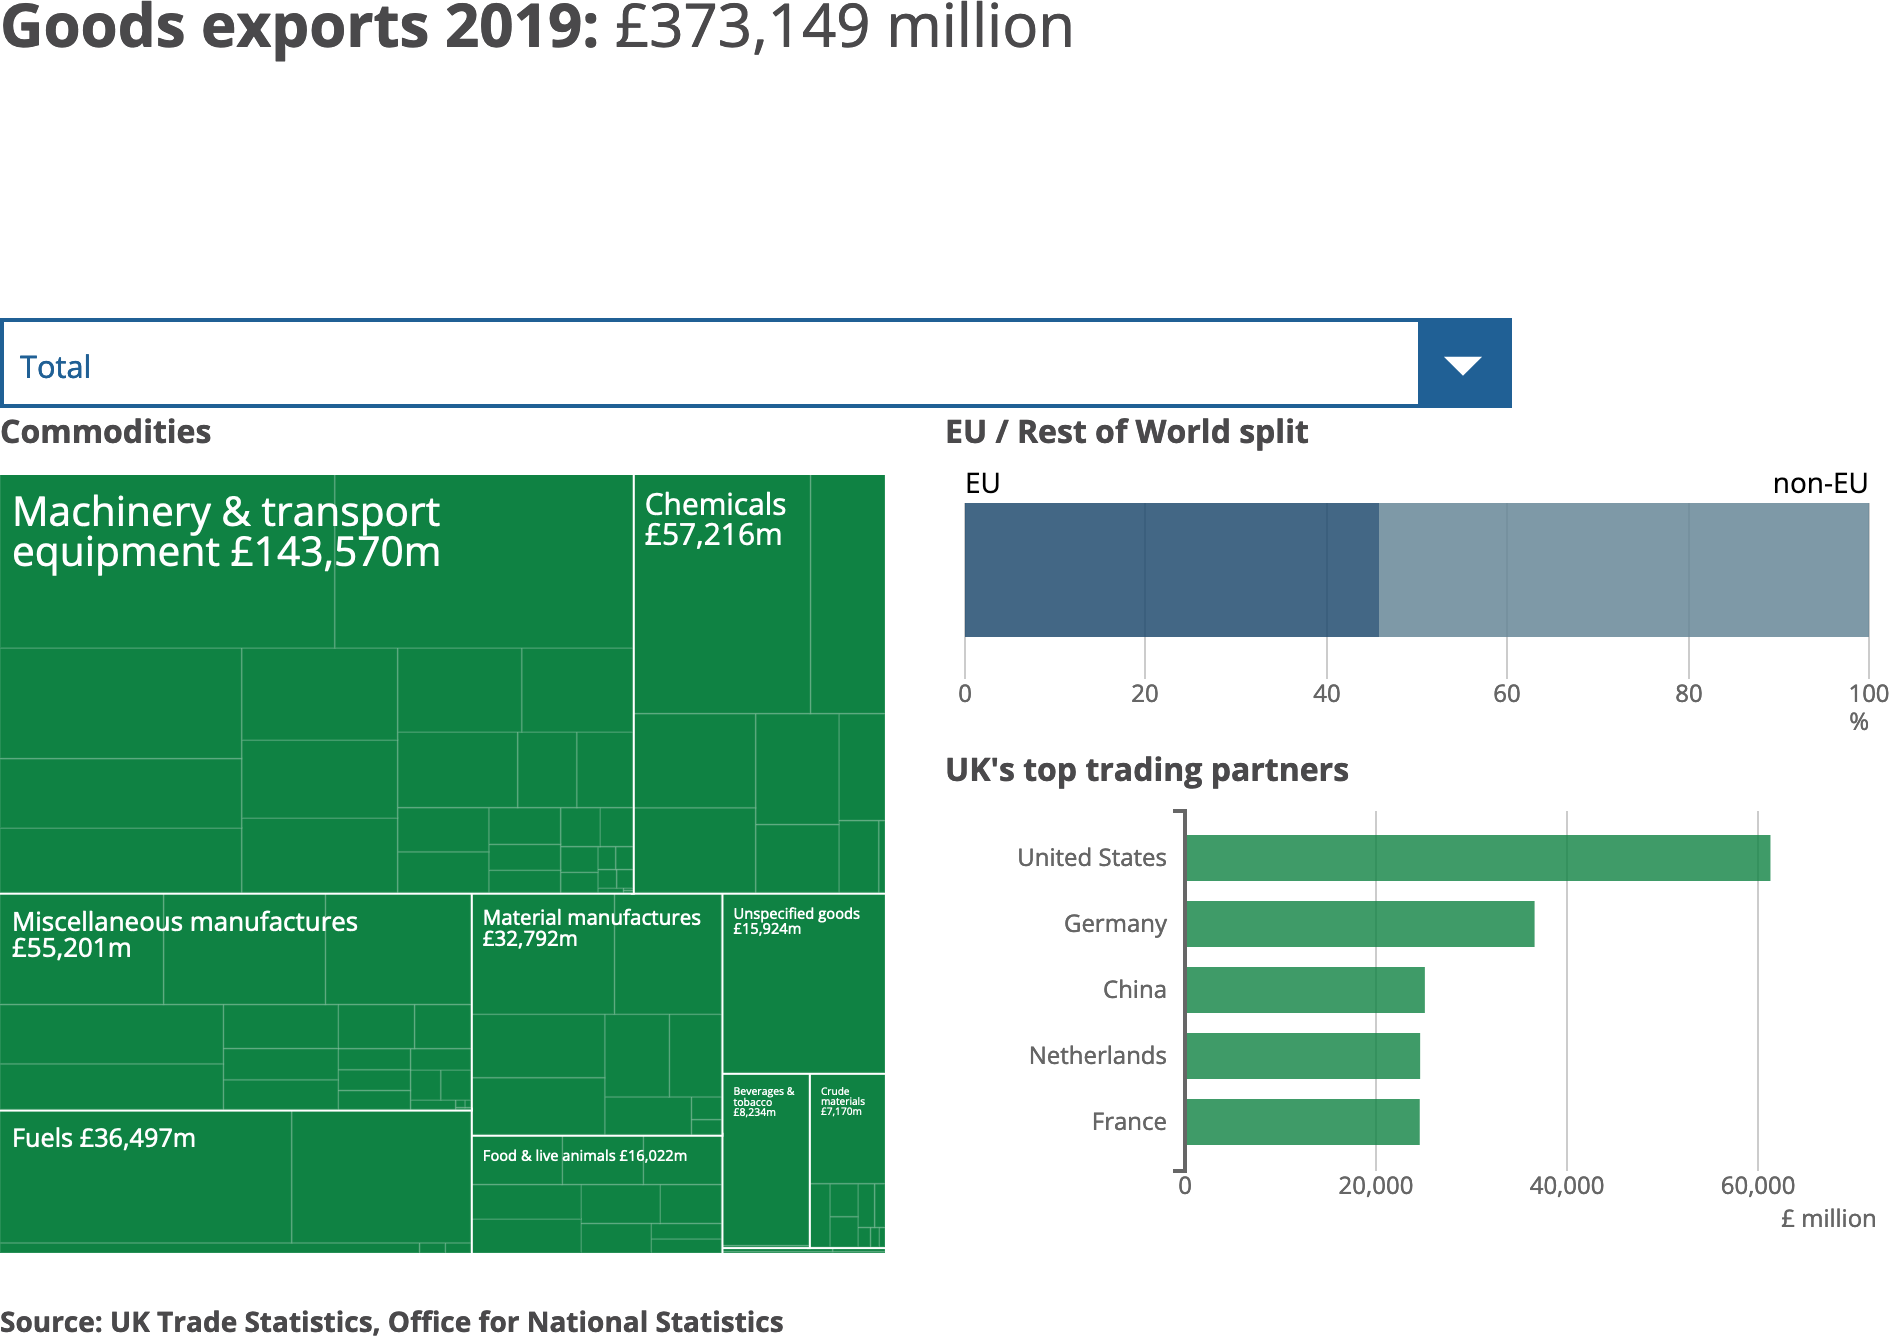 Goods exports 2019: £373,149 million
Total
Commodities
Machinery & transport
equipment £143,570m
Chemicals
£57,216m
Miscellaneous manufactures
£55,201m
Material manufactures
£32,792m
Unspecified goods
£15,924m
Beverages &
tobacco
£8,234m
Crude
materials
£7,170m
Fuels £36,497m
Food & live animals £16,022m
EU / Rest of World split
EU
non-EU
0 20 40 60 80 100
%
UK's top trading partners
United States
Germany
China
Netherlands
France
0 20,000 40,000 60,000
£ million
Source: UK Trade Statistics, Office for National Statistics